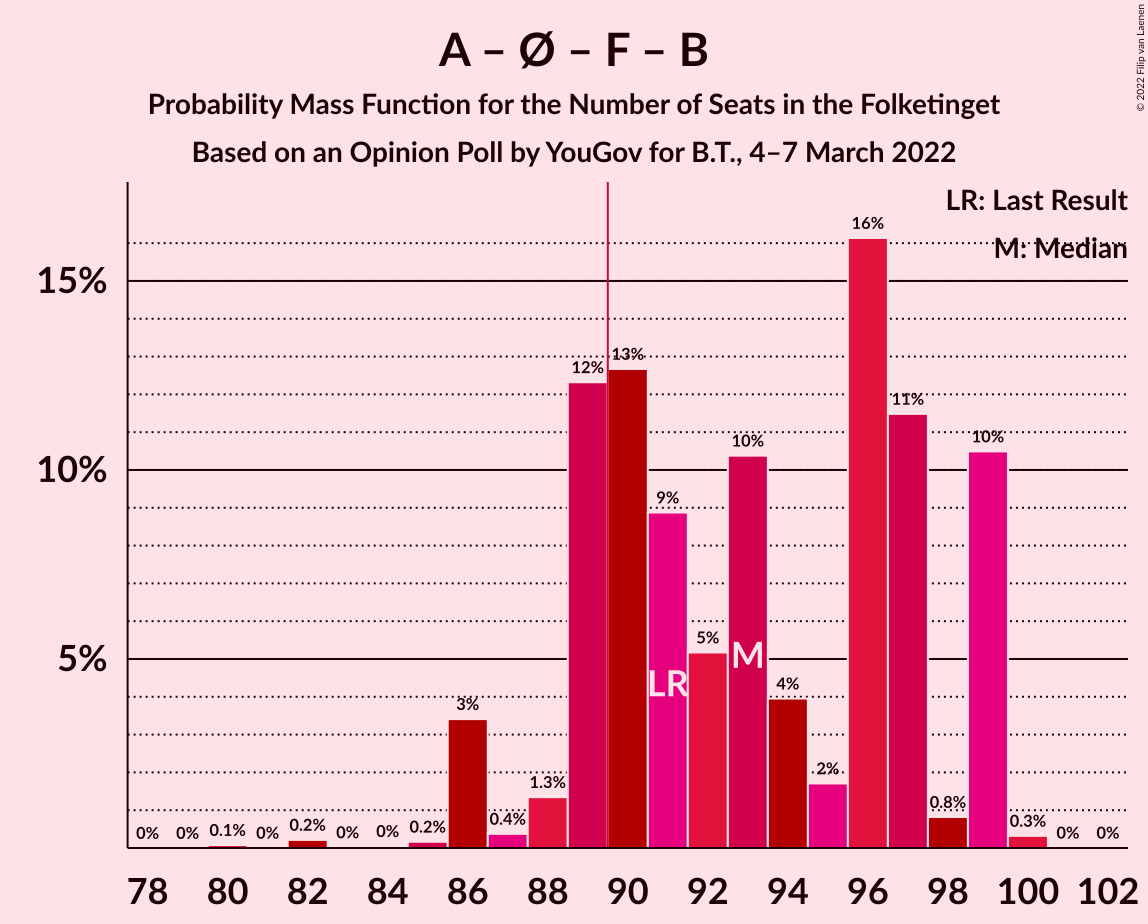 A – Ø – F – B
Probability Mass Function for the Number of Seats in the Folketinget
Based on an Opinion Poll by YouGov for B.T., 4–7 March 2022
© 2022 Filip van Laenen
LR: Last Result
M: Median
15%
10%
5%
0% 0% 0.1% 0% 0.2% 0% 0% 0.2% 3% 0.4% 1.3% 12% 13% 9% 5% 10% 4% 2% 16% 11% 0.8% 10% 0.3% 0% 0%
LR M
78 80 82 84 86 88 90 92 94 96 98 100 102